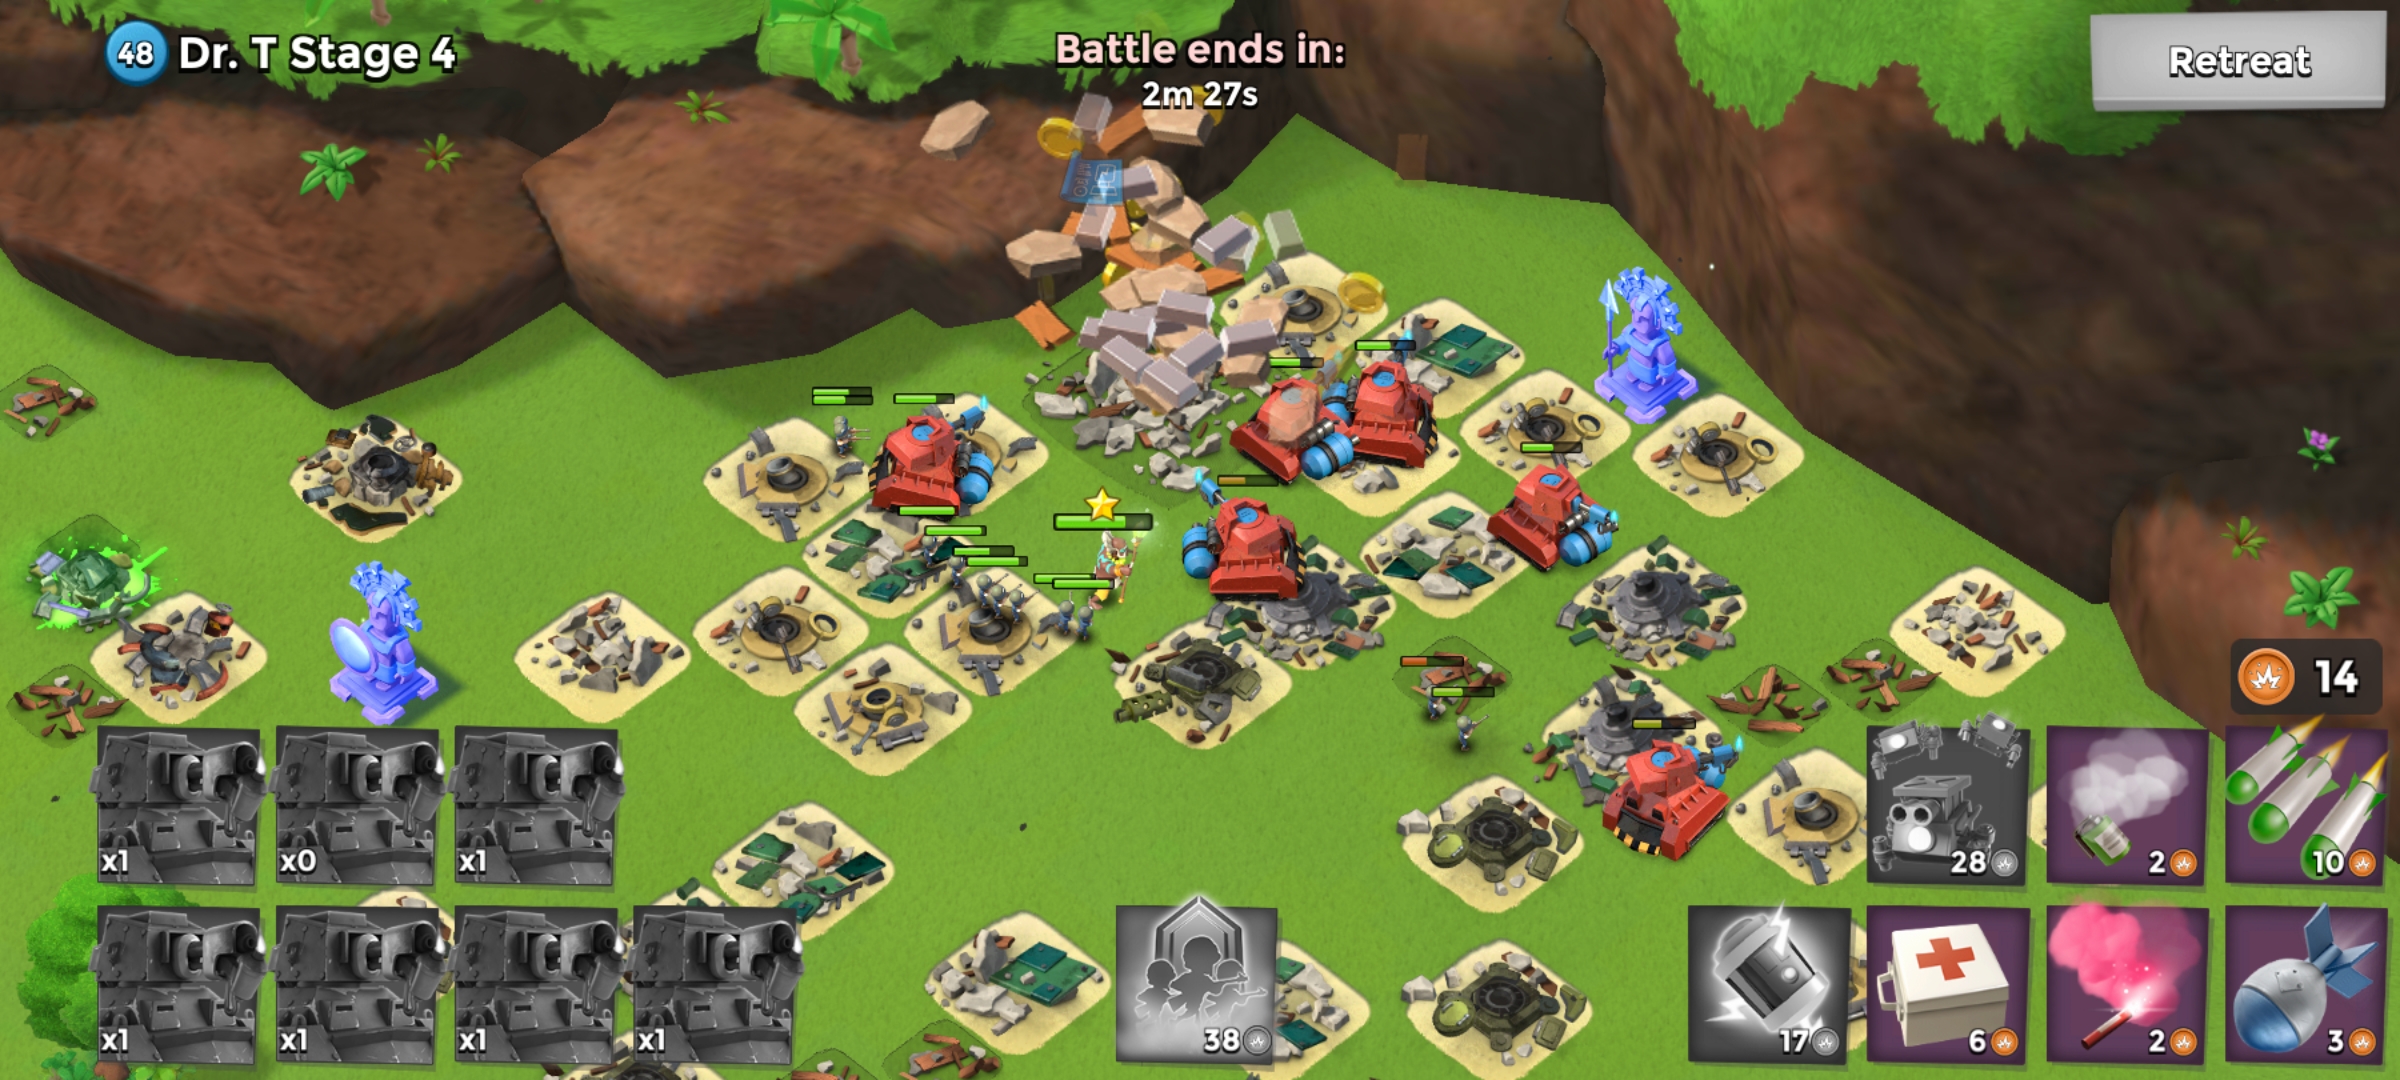 48 Dr. T Stage 4
Battle ends in:
2m 27s
Retreat
14
x1
x0
x1
28
2
10
x1
x1
x1
x1
38
17
6
2
3